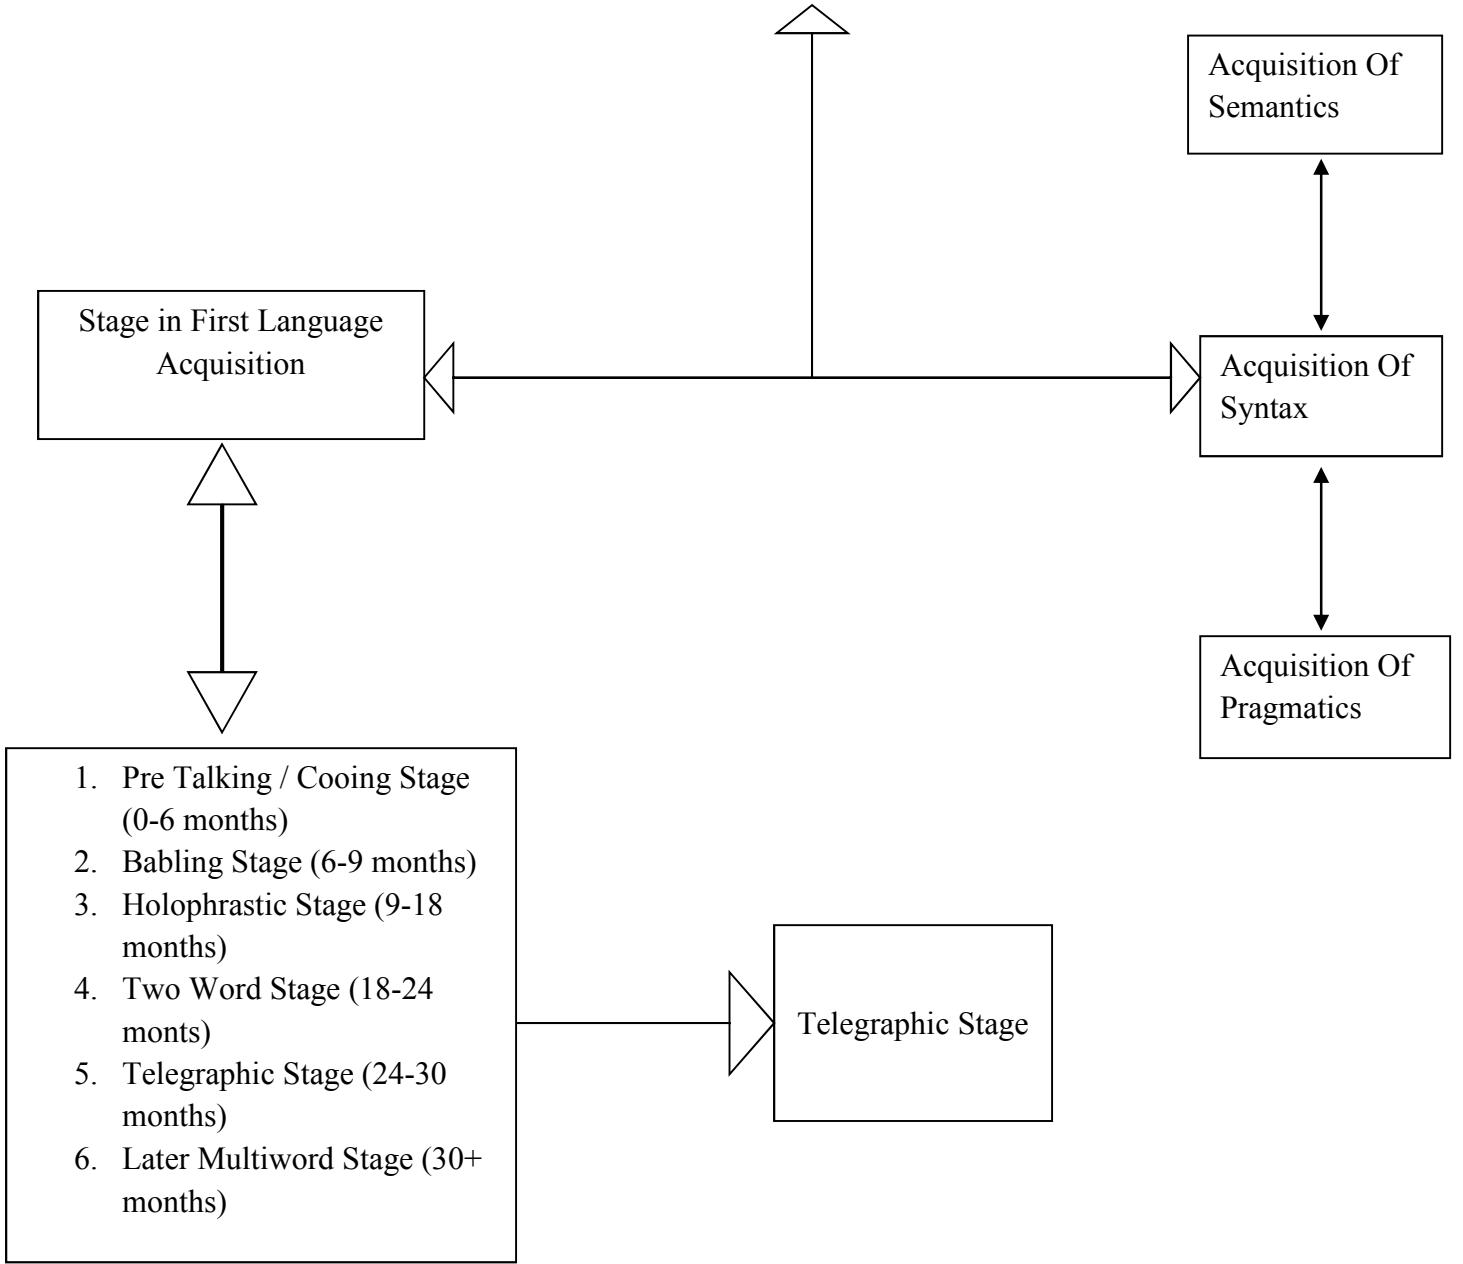 Acquisition Of
Semantics
Stage in First Language
Acquisition
Acquisition Of
Syntax
Acquisition Of
Pragmatics
1. Pre Talking / Cooing Stage
(0-6 months)
2. Babling Stage (6-9 months)
3. Holophrastic Stage (9-18
months)
4. Two Word Stage (18-24
monts)
5. Telegraphic Stage (24-30
months)
6. Later Multiword Stage (30+
months)
Telegraphic Stage